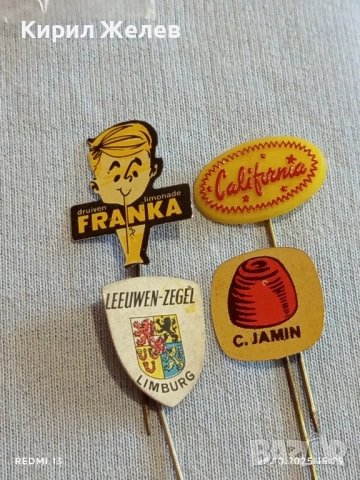 Кирил Желев
druiven limonade
FRANKA
California
LEEUWEN-ZEGEL
LIMBURG
C. JAMIN
REDMI 13